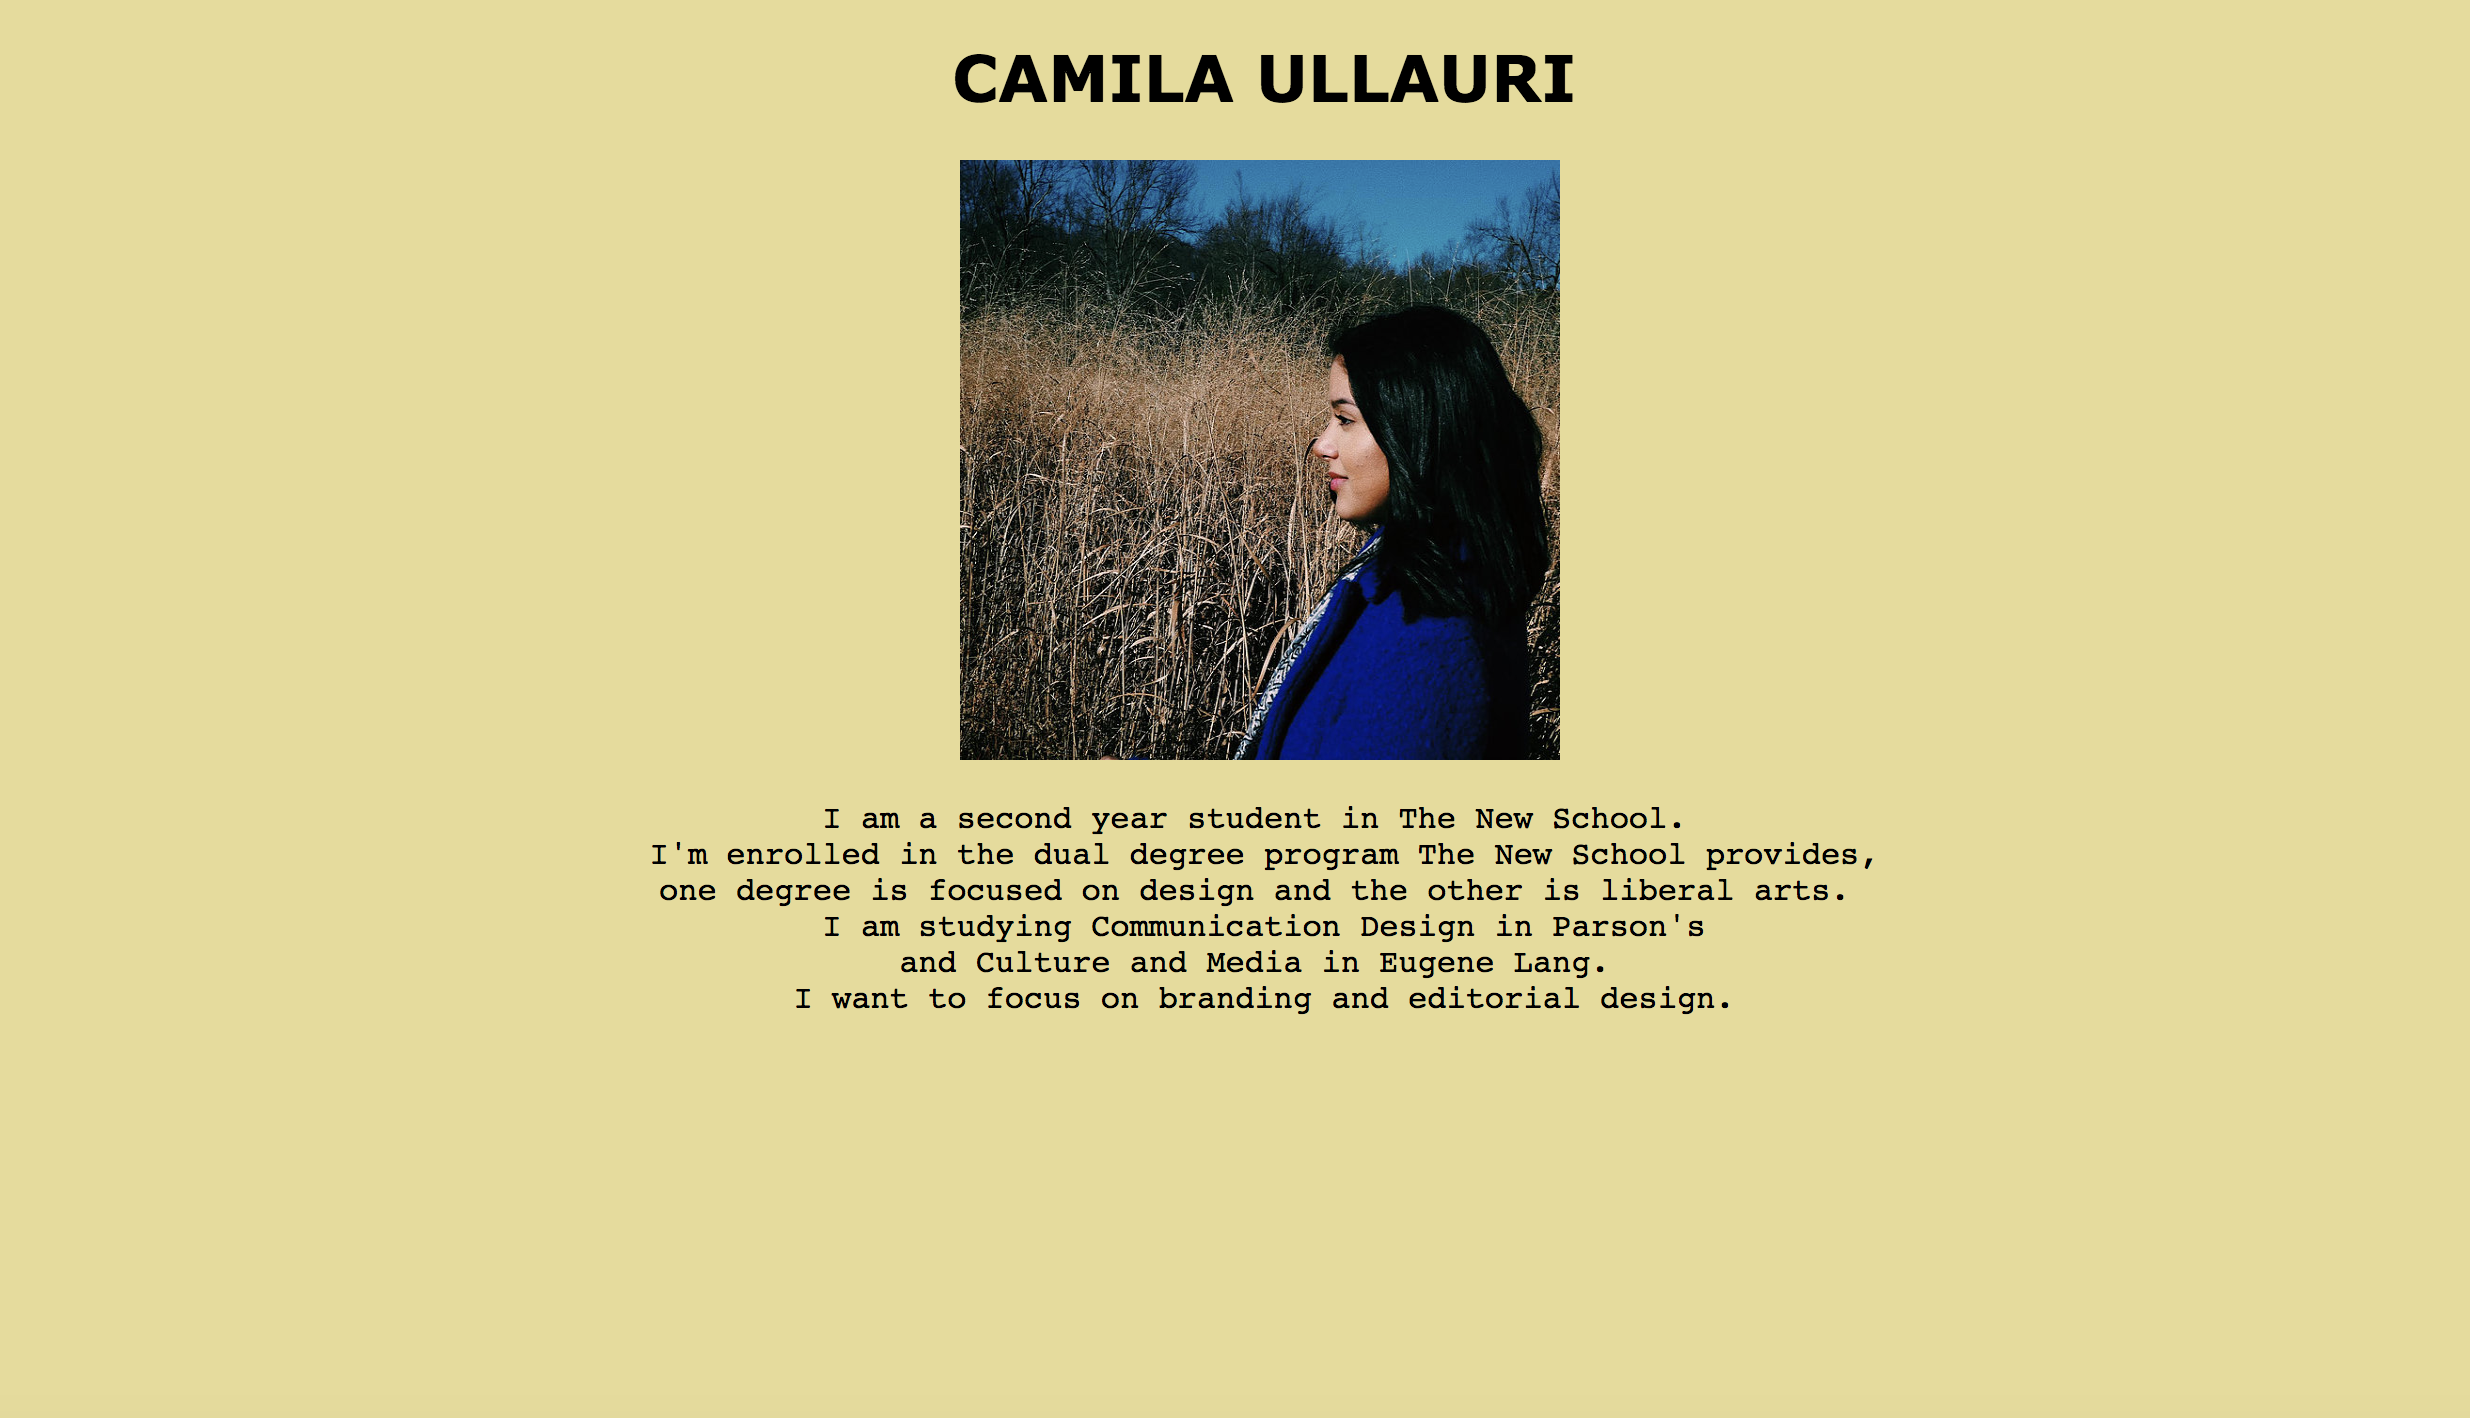 CAMILA ULLAURI
I am a second year student in The New School.
I'm enrolled in the dual degree program The New School provides,
one degree is focused on design and the other is liberal arts.
I am studying Communication Design in Parson's
and Culture and Media in Eugene Lang.
I want to focus on branding and editorial design.